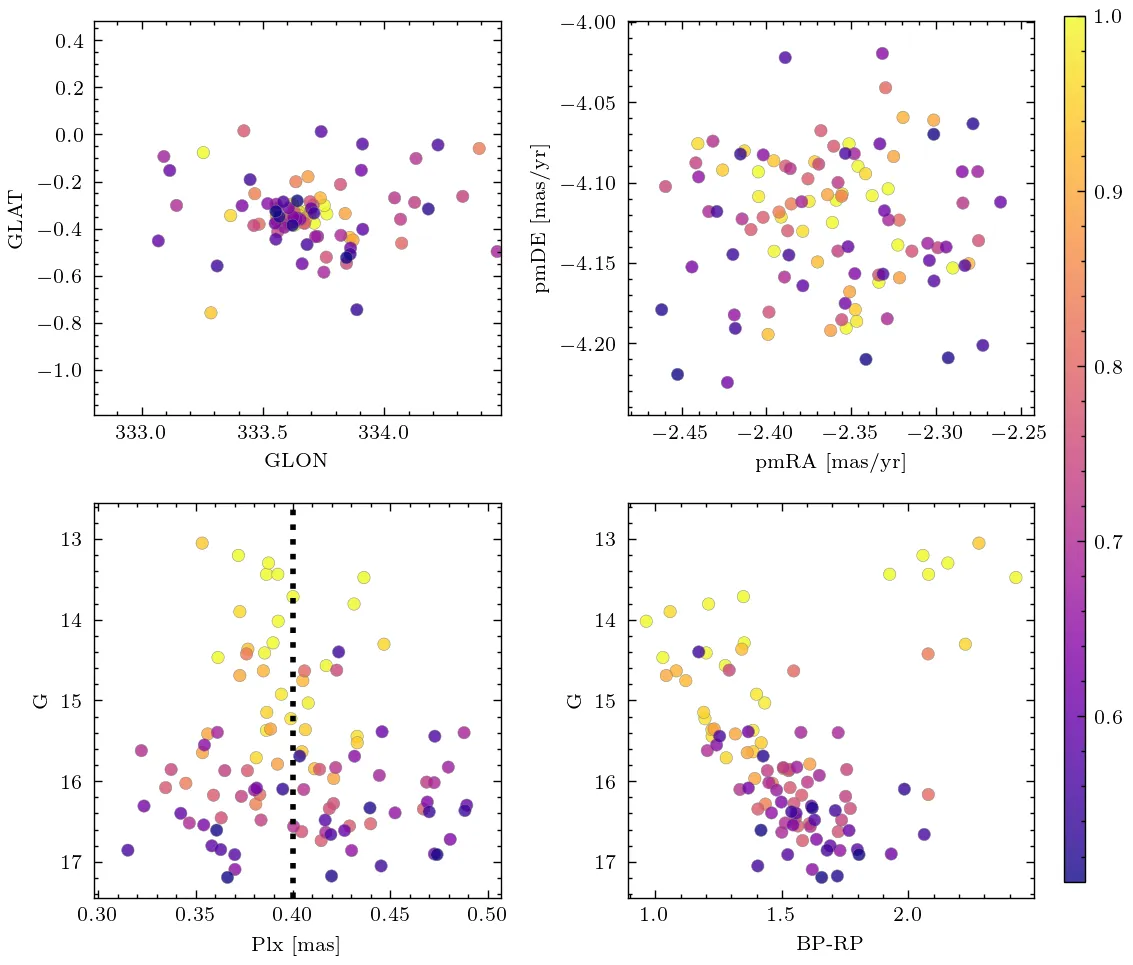 0.4
0.2
0.0
−0.2
−0.4
−0.6
−0.8
−1.0
GLAT
333.0 333.5 334.0
GLON
−4.00
−4.05
−4.10
−4.15
−4.20
pmDE [mas/yr]
−2.45 −2.40 −2.35 −2.30 −2.25
pmRA [mas/yr]
1.0
0.9
0.8
0.7
0.6
13
14
15
16
17
G
0.30 0.35 0.40 0.45 0.50
Plx [mas]
13
14
15
16
17
G
1.0 1.5 2.0
BP-RP